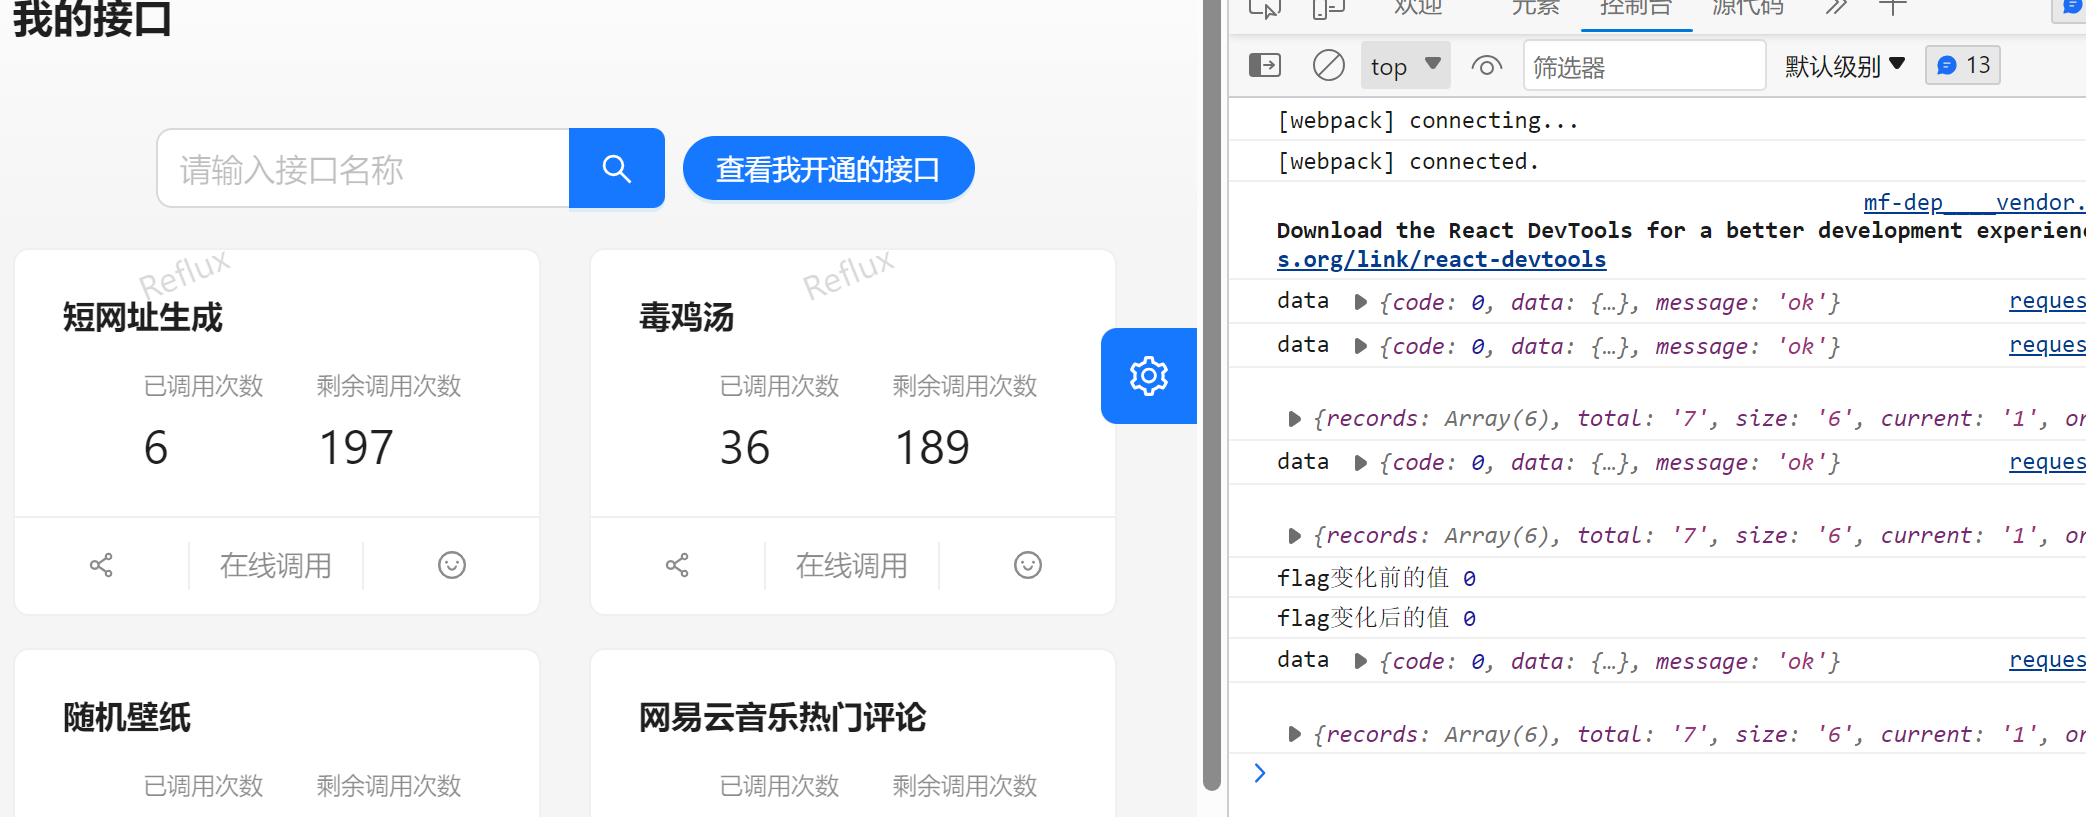 我的接口
请输入接口名称
查看我开通的接口
Reflux
Reflux
短网址生成
毒鸡汤
已调用次数 剩余调用次数
已调用次数 剩余调用次数
6 197
36 189
在线调用
在线调用
随机壁纸
网易云音乐热门评论
已调用次数 剩余调用次数
已调用次数 剩余调用次数
欢迎 元素 控制台 源代码
top 筛选器 默认级别 13
[webpack] connecting...
[webpack] connected.
mf-dep____vendor.
Download the React DevTools for a better development experien
s.org/link/react-devtools
data {code: 0, data: {…}, message: 'ok'} reques
data {code: 0, data: {…}, message: 'ok'} reques
{records: Array(6), total: '7', size: '6', current: '1', or
data {code: 0, data: {…}, message: 'ok'} reques
{records: Array(6), total: '7', size: '6', current: '1', or
flag变化前的值 0
flag变化后的值 0
data {code: 0, data: {…}, message: 'ok'} reques
{records: Array(6), total: '7', size: '6', current: '1', or